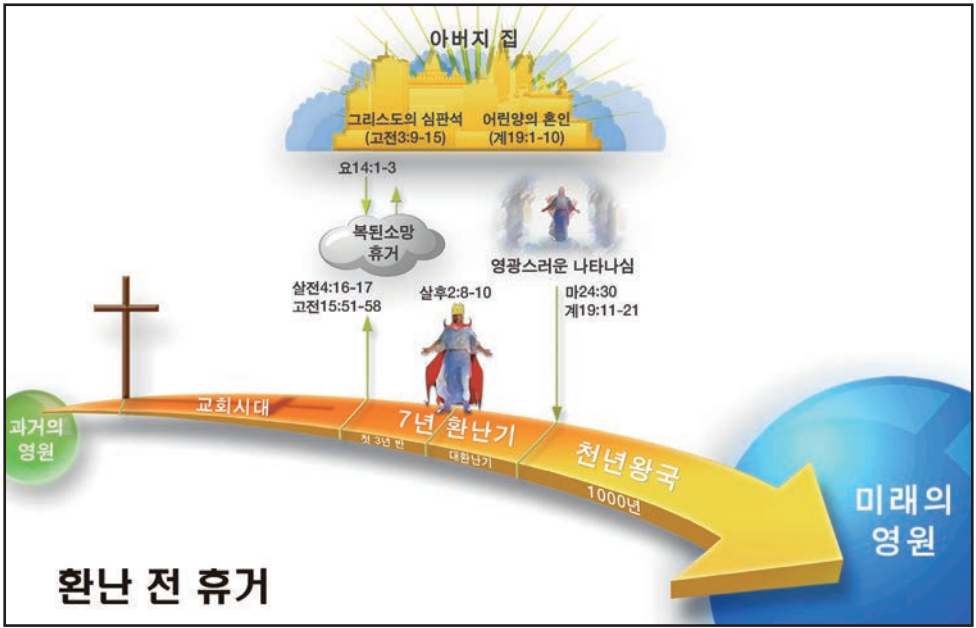 아버지 집
그리스도의 심판석
(고전3:9-15)
어린양의 혼인
(계19:1-10)
요14:1-3
복된소망
휴거
영광스러운 나타나심
살전4:16-17
고전15:51-58
살후2:8-10
마24:30
계19:11-21
과거의
영원
교회시대
7년 환난기
첫 3년 반
대환난기
천년왕국
1000년
미래의
영원
환난 전 휴거